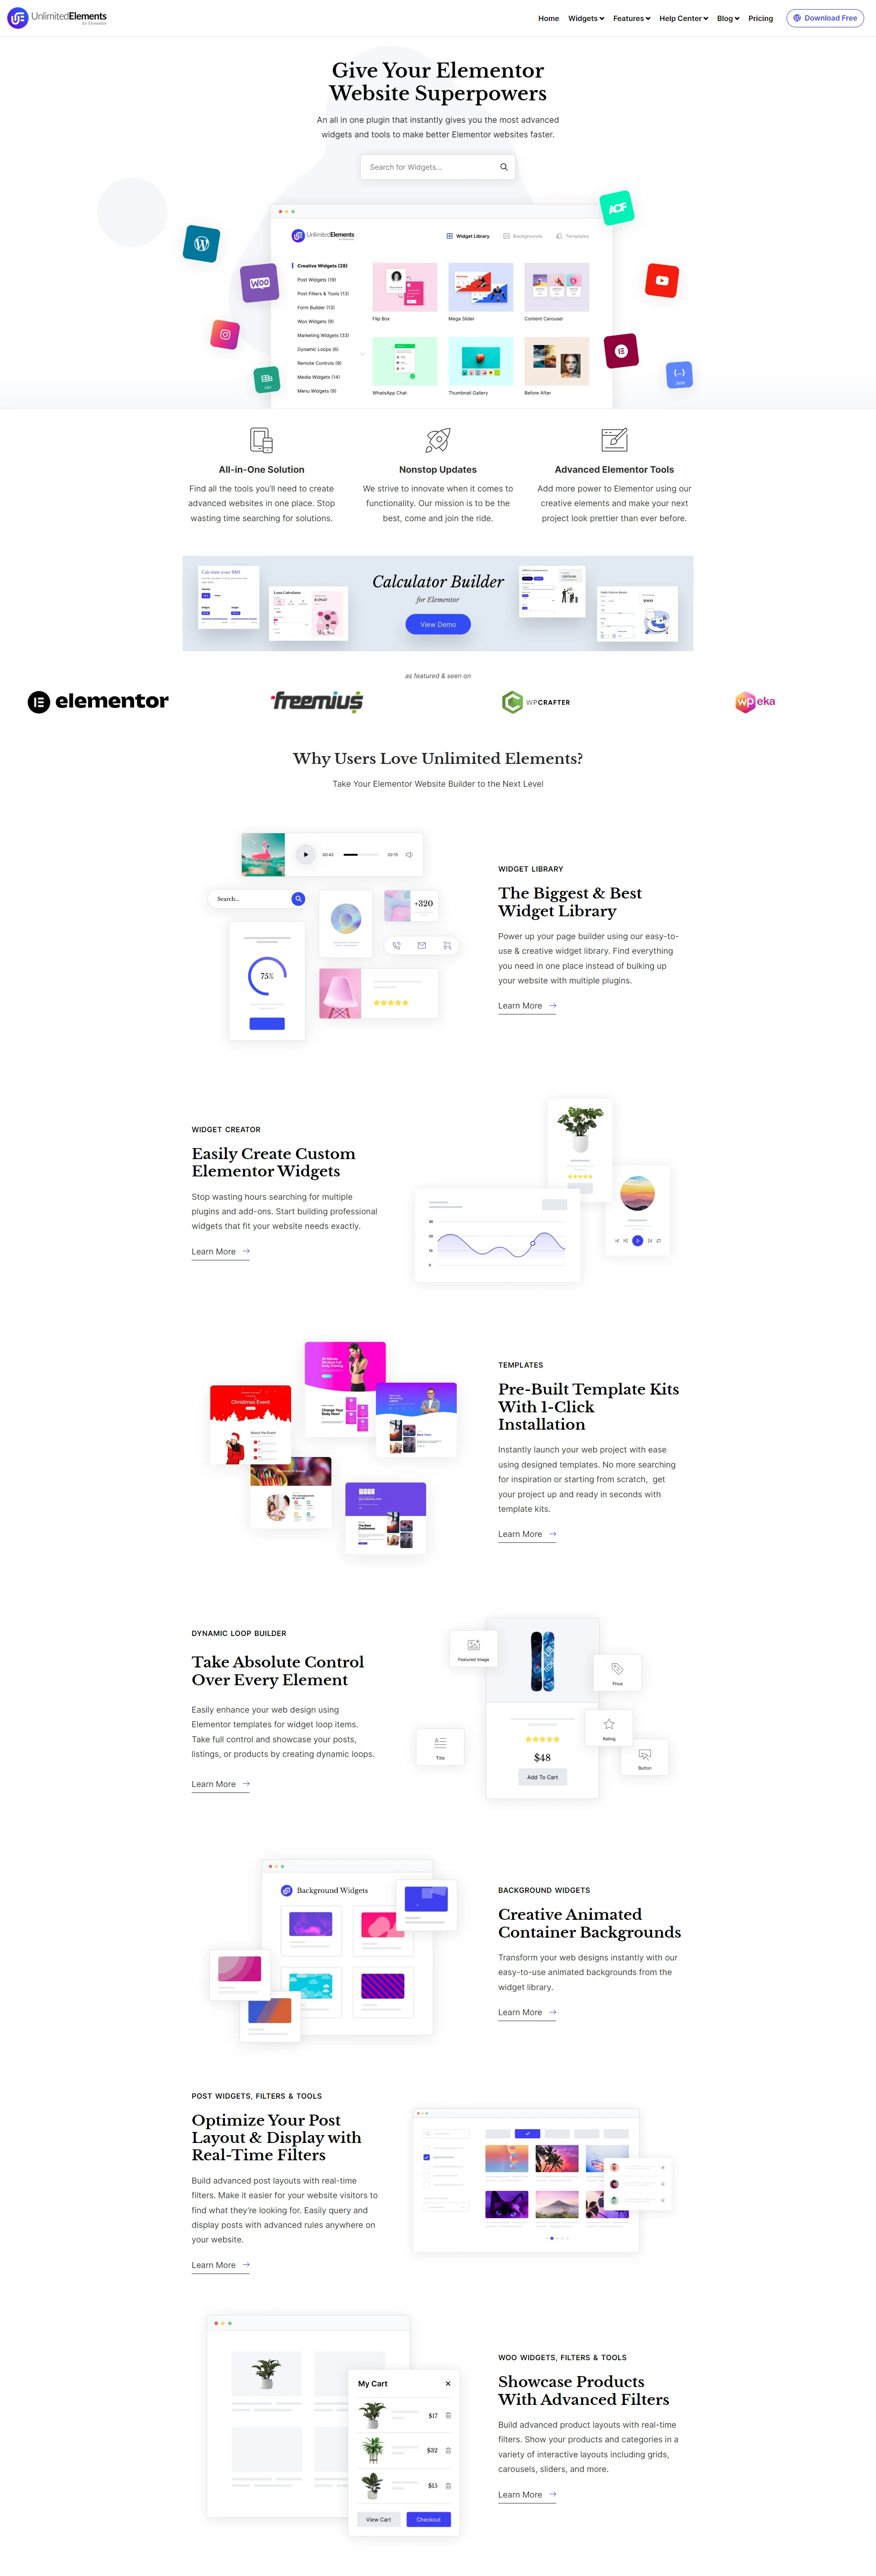 UnlimitedElements
for Elementor
Home Widgets Features Help Center Blog Pricing Download Free
Give Your Elementor
Website Superpowers
An all in one plugin that instantly gives you the most advanced
widgets and tools to make better Elementor websites faster.
Search for Widgets...
UnlimitedElements
Widget Library Backgrounds Templates
ACF
WOO
Creative Widgets (28)
Post Widgets (19)
Post Filters & Tools (13)
Form Builder (13)
Woo Widgets (9)
Marketing Widgets (33)
Dynamic Loops (6)
Remote Controls (9)
Media Widgets (14)
Menu Widgets (9)
Flip Box Mega Slider Content Carousel
WhatsApp Chat Thumbnail Gallery Before After
{...}
JSON
All-in-One Solution
Find all the tools you'll need to create
advanced websites in one place. Stop
wasting time searching for solutions.
Nonstop Updates
We strive to innovate when it comes to
functionality. Our mission is to be the
best, come and join the ride.
Advanced Elementor Tools
Add more power to Elementor using our
creative elements and make your next
project look prettier than ever before.
Calculate your BMI
Loan Calculator
Calculator Builder
for Elementor
View Demo
as featured & seen on
elementor
freemius
WPCRAFTER
wpeka
Why Users Love Unlimited Elements?
Take Your Elementor Website Builder to the Next Level
00:42 02:15
Search...
+320
75%
WIDGET LIBRARY
The Biggest & Best
Widget Library
Power up your page builder using our easy-to-
use & creative widget library. Find everything
you need in one place instead of bulking up
your website with multiple plugins.
Learn More
WIDGET CREATOR
Easily Create Custom
Elementor Widgets
Stop wasting hours searching for multiple
plugins and add-ons. Start building professional
widgets that fit your website needs exactly.
Learn More
30
20
10
0
Christmas Event
About the Event
Change Your
Body Now!
TEMPLATES
Pre-Built Template Kits
With 1-Click
Installation
Instantly launch your web project with ease
using designed templates. No more searching
for inspiration or starting from scratch, get
your project up and ready in seconds with
template kits.
Learn More
DYNAMIC LOOP BUILDER
Take Absolute Control
Over Every Element
Easily enhance your web design using
Elementor templates for widget loop items.
Take full control and showcase your posts,
listings, or products by creating dynamic loops.
Learn More
Featured Image
Price
Rating
Title
Button
$48
Add To Cart
Background Widgets
BACKGROUND WIDGETS
Creative Animated
Container Backgrounds
Transform your web designs instantly with our
easy-to-use animated backgrounds from the
widget library.
Learn More
POST WIDGETS, FILTERS & TOOLS
Optimize Your Post
Layout & Display with
Real-Time Filters
Build advanced post layouts with real-time
filters. Make it easier for your website visitors to
find what they're looking for. Easily query and
display posts with advanced rules anywhere on
your website.
Learn More
My Cart
$17
$32
$15
View Cart Checkout
WOO WIDGETS, FILTERS & TOOLS
Showcase Products
With Advanced Filters
Build advanced product layouts with real-time
filters. Show your products and categories in a
variety of interactive layouts including grids,
carousels, sliders, and more.
Learn More